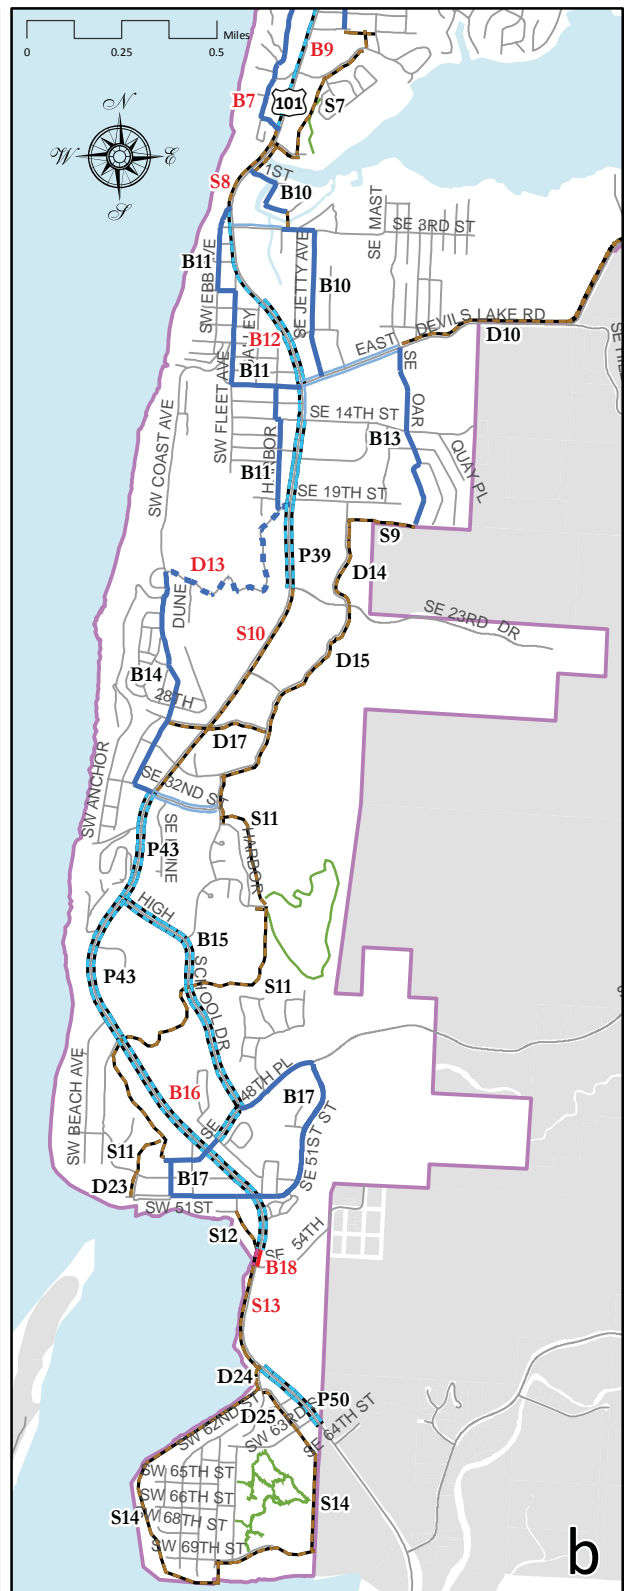 0 0.25 0.5 Miles
B9
B7
101
S7
N
W E
S
S8
1ST
B10
SE MAST
SE 3RD ST
B11
SW EBB AVE
SE JETTY AVE
B10
DEVILS LAKE RD
D10
B12
EAST
SE
B11
SW FLEET AVE
OAR
SE 14TH ST
B13
SW COAST AVE
QUAY PL
B11
SE 19TH ST
S9
P39
D13
D14
DUNE
SE 23RD DR
S10
D15
B14
28TH
D17
SW ANCHOR
SE 32ND ST
S11
SE PINE
HARBOR
P43
HIGH
B15
SCHOOL DR
P43
S11
SW BEACH AVE
B16
48TH PL
B17
SE
SE 51ST ST
S11
B17
D23
SW 51ST
S12
SE 54TH
B18
S13
D24
P50
D25
SW 62ND ST
SW 63RD S
SE 64TH ST
SW 65TH ST
SW 66TH ST
S14
S14
W 68TH ST
SW 69TH ST
b